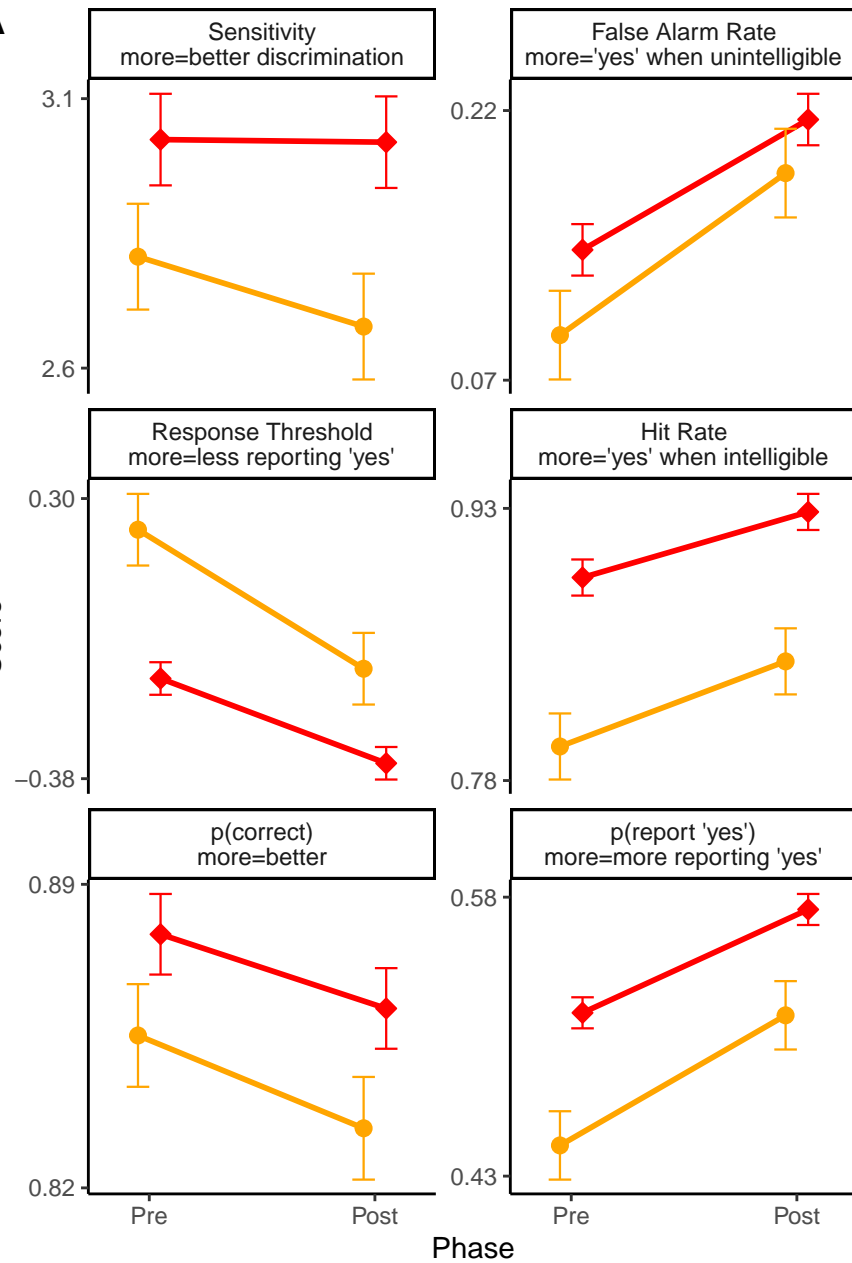 Sensitivity
more=better discrimination
3.1
2.6
False Alarm Rate
more='yes' when unintelligible
0.22
0.07
Response Threshold
more=less reporting 'yes'
0.30
−0.38
Hit Rate
more='yes' when intelligible
0.93
0.78
p(correct)
more=better
0.89
0.82
Pre
Post
p(report 'yes')
more=more reporting 'yes'
0.58
0.43
Pre
Post
Phase